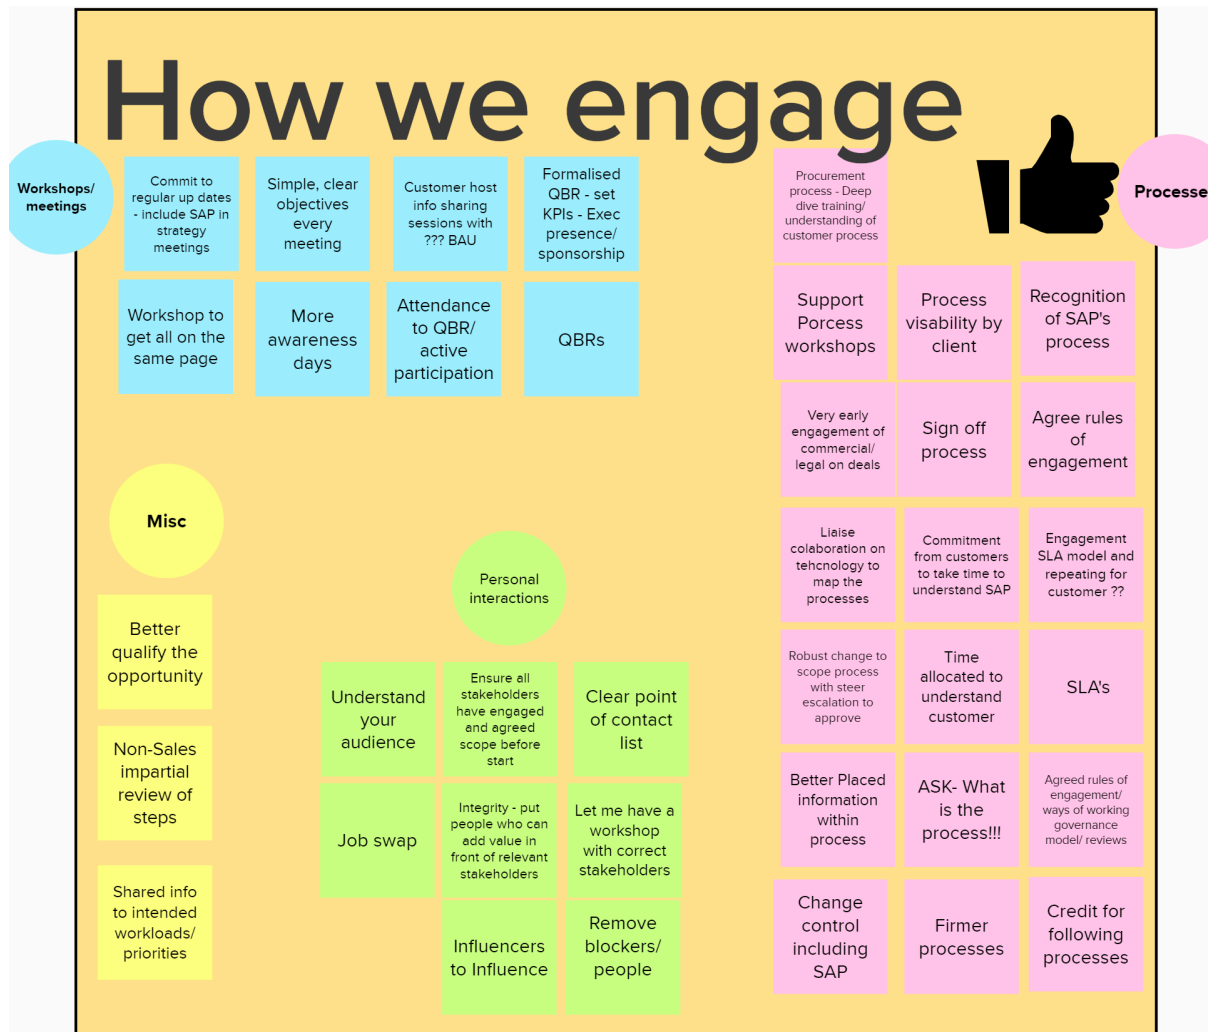 How we engage
Workshops/
meetings
Commit to
regular up dates
- include SAP in
strategy
meetings
Simple, clear
objectives
every
meeting
Customer host
info sharing
sessions with
??? BAU
Formalised
QBR - set
KPIs - Exec
presence/
sponsorship
Workshop to
get all on the
same page
More
awareness
days
Attendance
to QBR/
active
participation
QBRs
Processe
Procurement
process - Deep
dive training/
understanding of
customer process
Support
Porcess
workshops
Process
visability by
client
Recognition
of SAP's
process
Very early
engagement of
commercial/
legal on deals
Sign off
process
Agree rules
of
engagement
Liaise
colaboration on
tehcnology to
map the
processes
Commitment
from customers
to take time to
understand SAP
Engagement
SLA model and
repeating for
customer ??
Robust change to
scope process
with steer
escalation to
approve
Time
allocated to
understand
customer
SLA's
Better Placed
information
within
process
ASK- What
is the
process!!!
Agreed rules of
engagement/
ways of working
governance
model/ reviews
Change
control
including
SAP
Firmer
processes
Credit for
following
processes
Misc
Better
qualify the
opportunity
Non-Sales
impartial
review of
steps
Shared info
to intended
workloads/
priorities
Personal
interactions
Understand
your
audience
Ensure all
stakeholders
have engaged
and agreed
scope before
start
Clear point
of contact
list
Job swap
Integrity - put
people who can
add value in
front of relevant
stakeholders
Let me have a
workshop
with correct
stakeholders
Influencers
to Influence
Remove
blockers/
people